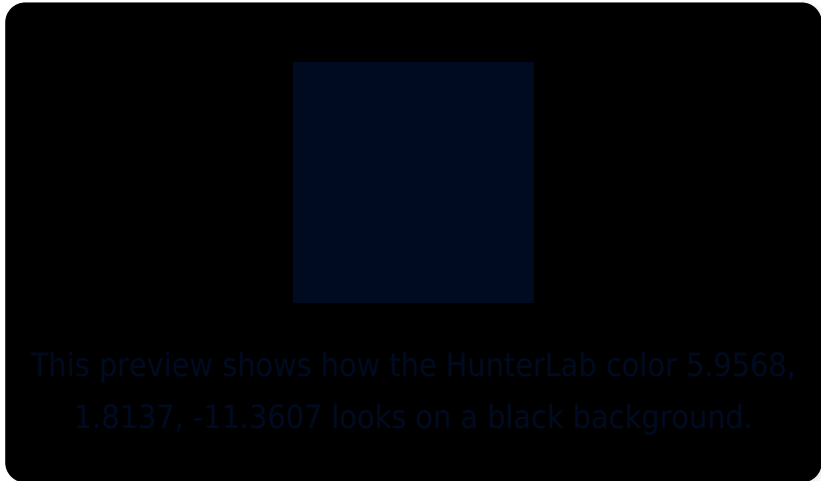 This preview shows how the HunterLab color 5.9568,
1.8137, -11.3607 looks on a black background.